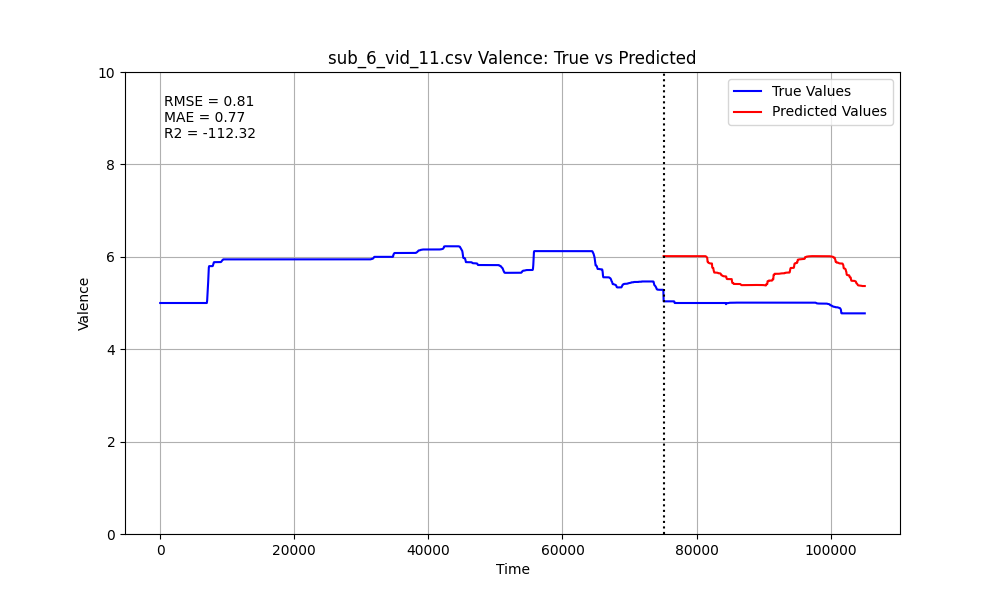 sub_6_vid_11.csv Valence: True vs Predicted
RMSE = 0.81
MAE = 0.77
R2 = -112.32
True Values
Predicted Values
10
8
6
4
2
0
Valence
0 20000 40000 60000 80000 100000
Time